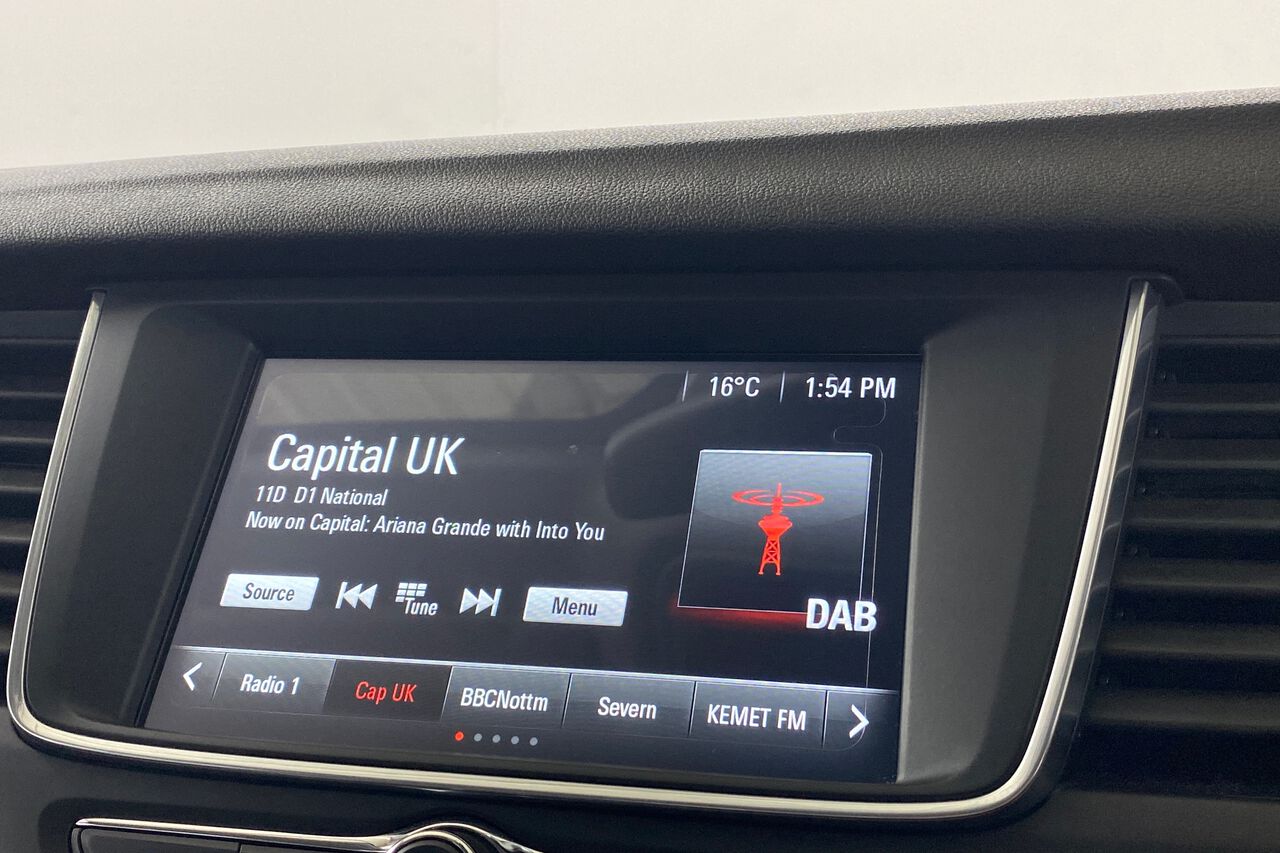 16°C 1:54 PM
Capital UK
11D D1 National
Now on Capital: Ariana Grande with Into You
Source Tune Menu
DAB
Radio 1 Cap UK BBCNottm Severn KEMET FM